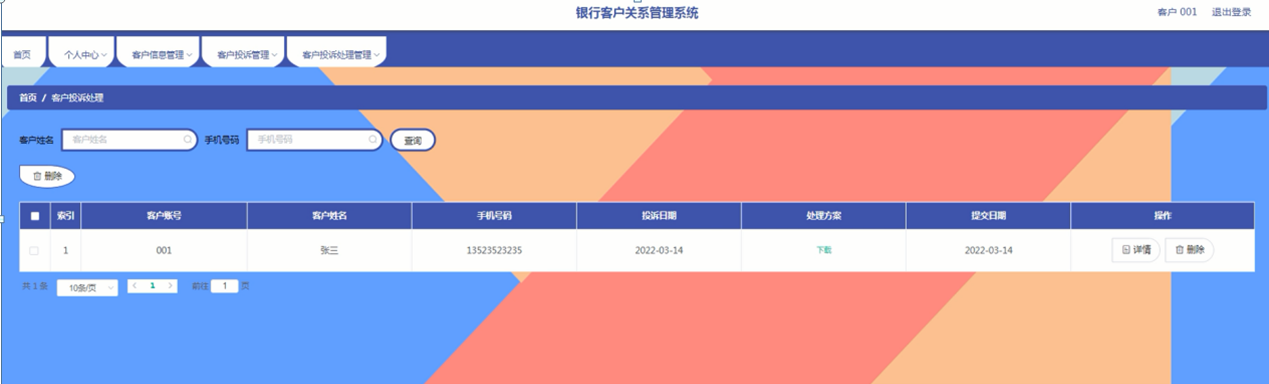 银行客户关系管理系统
客户 001 退出登录
首页 个人中心 客户信息管理 客户投诉管理 客户投诉处理管理
首页 / 客户投诉处理
客户姓名 客户姓名 手机号码 手机号码 查询
删除
索引 客户账号 客户姓名 手机号码 投诉日期 处理方案 提交日期 操作
1 001 张三 13523523235 2022-03-14 下载 2022-03-14 详情 删除
共 1 条 10条/页 1 前往 1 页